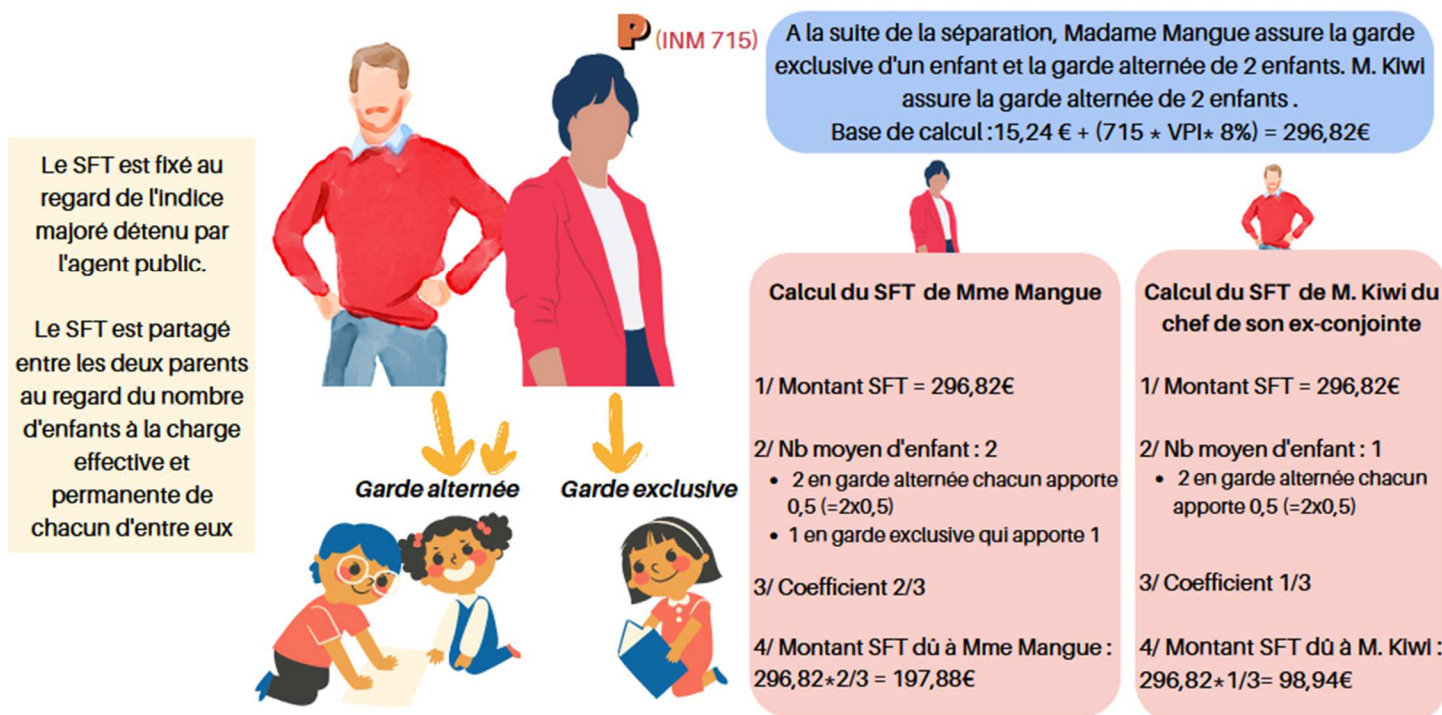 P (INM 715)
A la suite de la séparation, Madame Mangue assure la garde
exclusive d'un enfant et la garde alternée de 2 enfants. M. Kiwi
assure la garde alternée de 2 enfants .
Base de calcul :15,24 € + (715 * VPI* 8%) = 296,82€
Le SFT est fixé au
regard de l'indice
majoré détenu par
l'agent public.
Le SFT est partagé
entre les deux parents
au regard du nombre
d'enfants à la charge
effective et
permanente de
chacun d'entre eux
Garde alternée
Garde exclusive
Calcul du SFT de Mme Mangue
1/ Montant SFT = 296,82€
2/ Nb moyen d'enfant : 2
• 2 en garde alternée chacun apporte
0,5 (=2x0,5)
• 1 en garde exclusive qui apporte 1
3/ Coefficient 2/3
4/ Montant SFT dû à Mme Mangue :
296,82*2/3 = 197,88€
Calcul du SFT de M. Kiwi du
chef de son ex-conjointe
1/ Montant SFT = 296,82€
2/ Nb moyen d'enfant : 1
• 2 en garde alternée chacun
apporte 0,5 (=2x0,5)
3/ Coefficient 1/3
4/ Montant SFT dû à M. Kiwi :
296,82*1/3= 98,94€